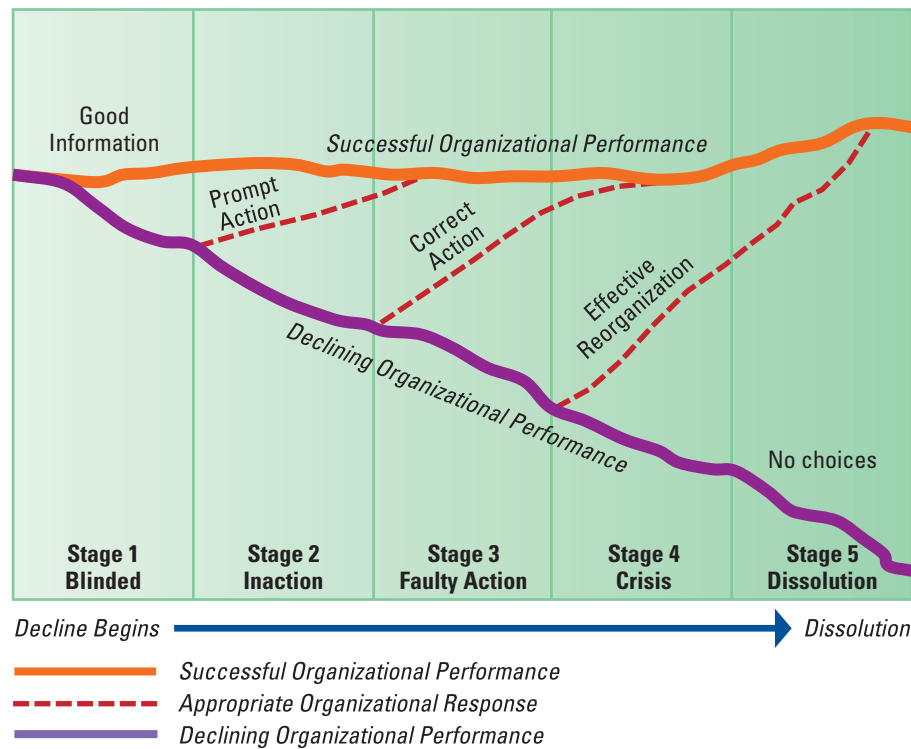 Good
Information
Successful Organizational Performance
Prompt
Action
Correct
Action
Effective
Reorganization
Declining Organizational Performance
No choices
Stage 1
Blinded
Stage 2
Inaction
Stage 3
Faulty Action
Stage 4
Crisis
Stage 5
Dissolution
Decline Begins
Dissolution
Successful Organizational Performance
Appropriate Organizational Response
Declining Organizational Performance